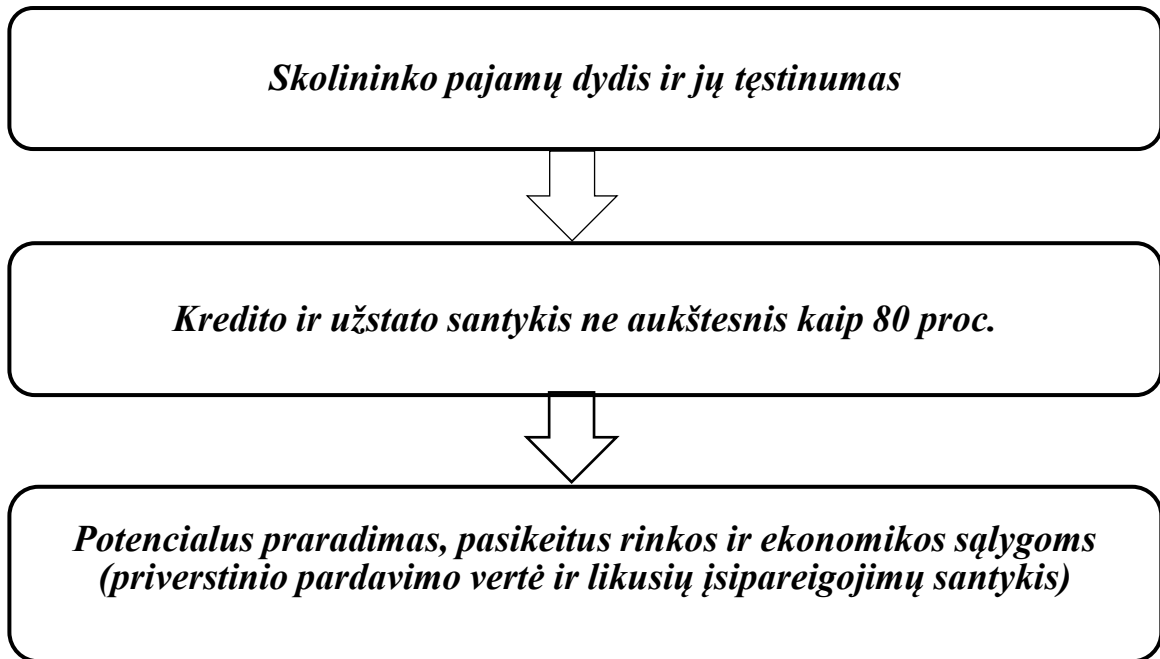 Skolininko pajamų dydis ir jų tęstinumas
Kredito ir užstato santykis ne aukštesnis kaip 80 proc.
Potencialus praradimas, pasikeitus rinkos ir ekonomikos sąlygoms
(priverstinio pardavimo vertė ir likusių įsipareigojimų santykis)